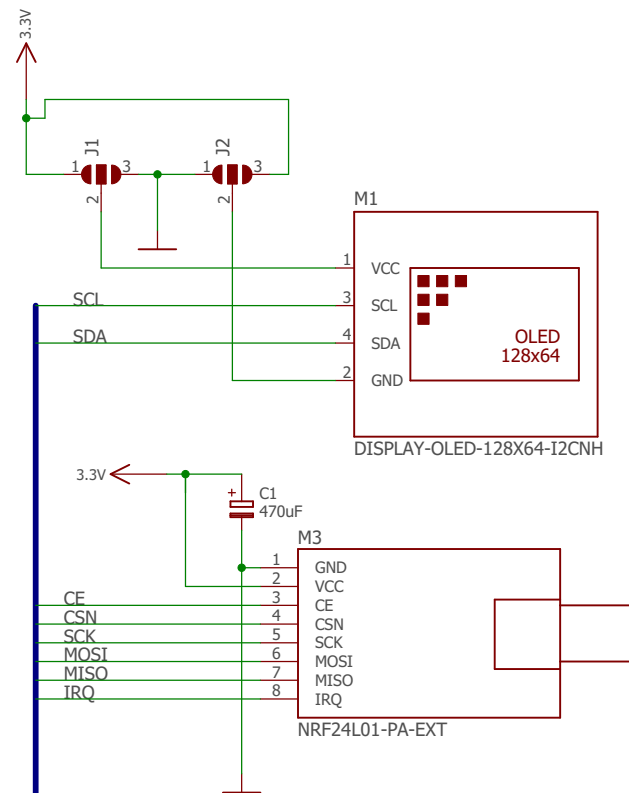 3.3V
J1
J2
1
3
1
3
2
2
M1
1
VCC
SCL
3
SCL
SDA
4
SDA
2
GND
OLED
128x64
DISPLAY-OLED-128X64-I2CNH
3.3V
+
C1
470uF
M3
1
GND
2
VCC
CE
3
CE
CSN
4
CSN
SCK
5
SCK
MOSI
6
MOSI
MISO
7
MISO
IRQ
8
IRQ
NRF24L01-PA-EXT